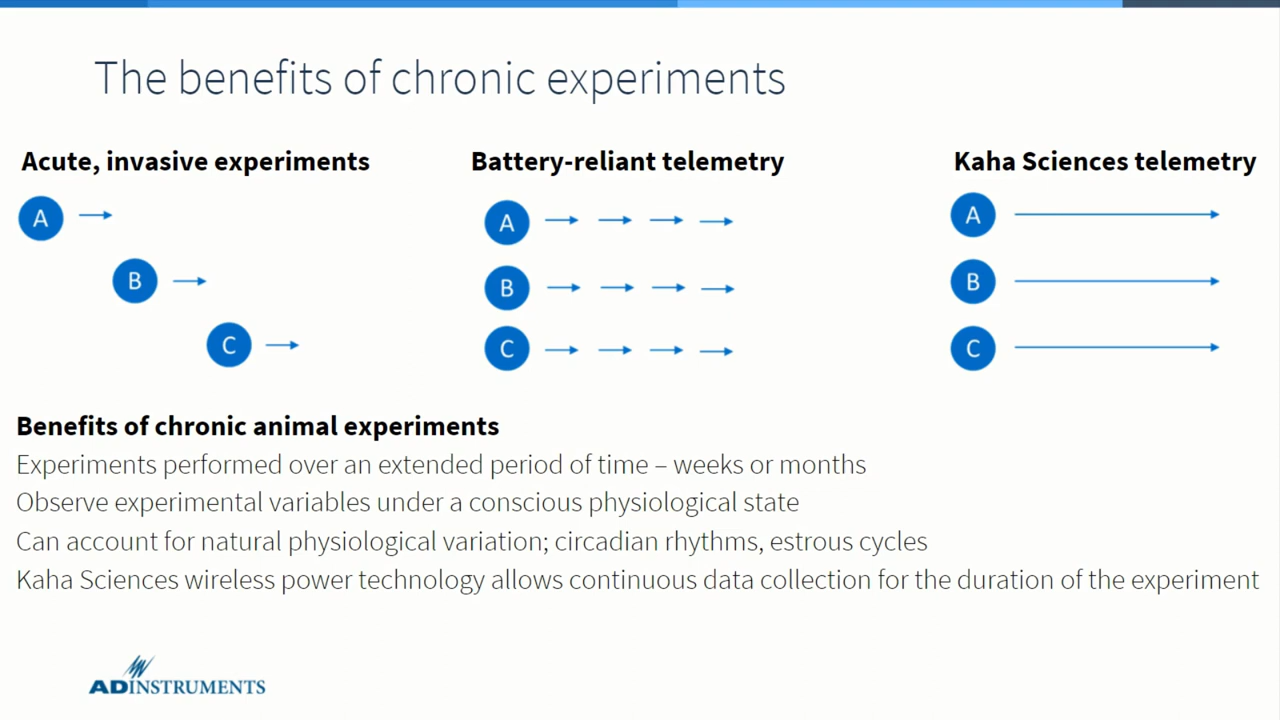 The benefits of chronic experiments
Acute, invasive experiments
A
B
C
Battery-reliant telemetry
A
B
C
Kaha Sciences telemetry
A
B
C
Benefits of chronic animal experiments
Experiments performed over an extended period of time – weeks or months
Observe experimental variables under a conscious physiological state
Can account for natural physiological variation; circadian rhythms, estrous cycles
Kaha Sciences wireless power technology allows continuous data collection for the duration of the experiment
ADINSTRUMENTS